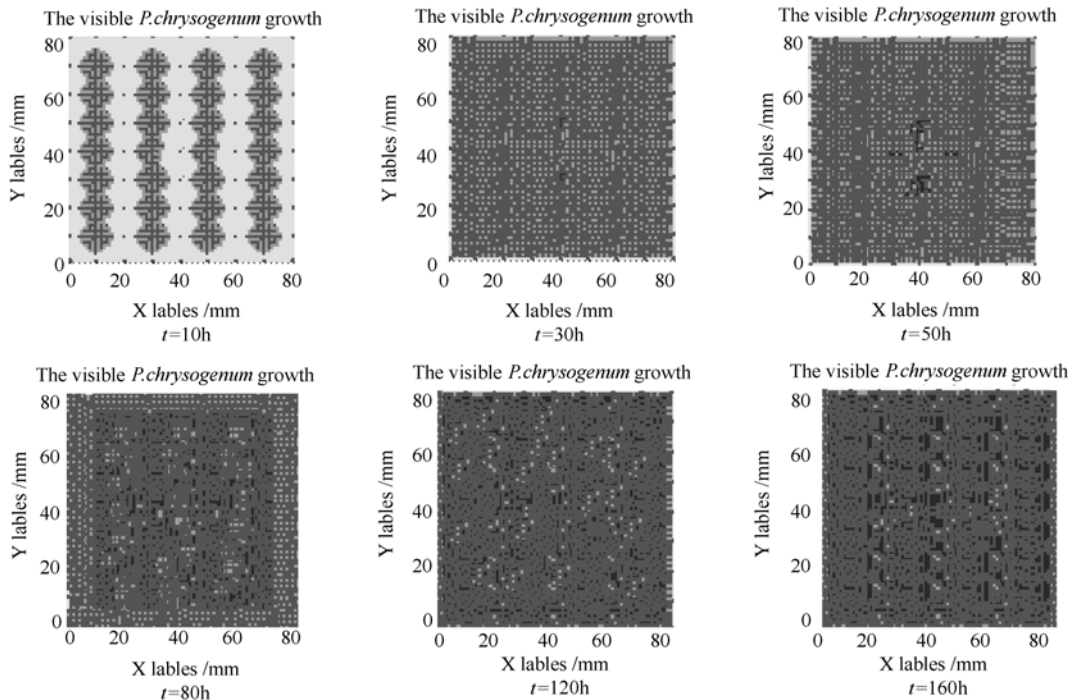 The visible P.chrysogenum growth
80
60
40
20
0
Y lables /mm
0 20 40 60 80
X lables /mm
t=10h
The visible P.chrysogenum growth
80
60
40
20
0
Y lables /mm
0 20 40 60 80
X lables /mm
t=30h
The visible P.chrysogenum growth
80
60
40
20
0
Y lables /mm
0 20 40 60 80
X lables /mm
t=50h
The visible P.chrysogenum growth
80
60
40
20
0
Y lables /mm
0 20 40 60 80
X lables /mm
t=80h
The visible P.chrysogenum growth
80
60
40
20
0
Y lables /mm
0 20 40 60 80
X lables /mm
t=120h
The visible P.chrysogenum growth
80
60
40
20
0
Y lables /mm
0 20 40 60 80
X lables /mm
t=160h